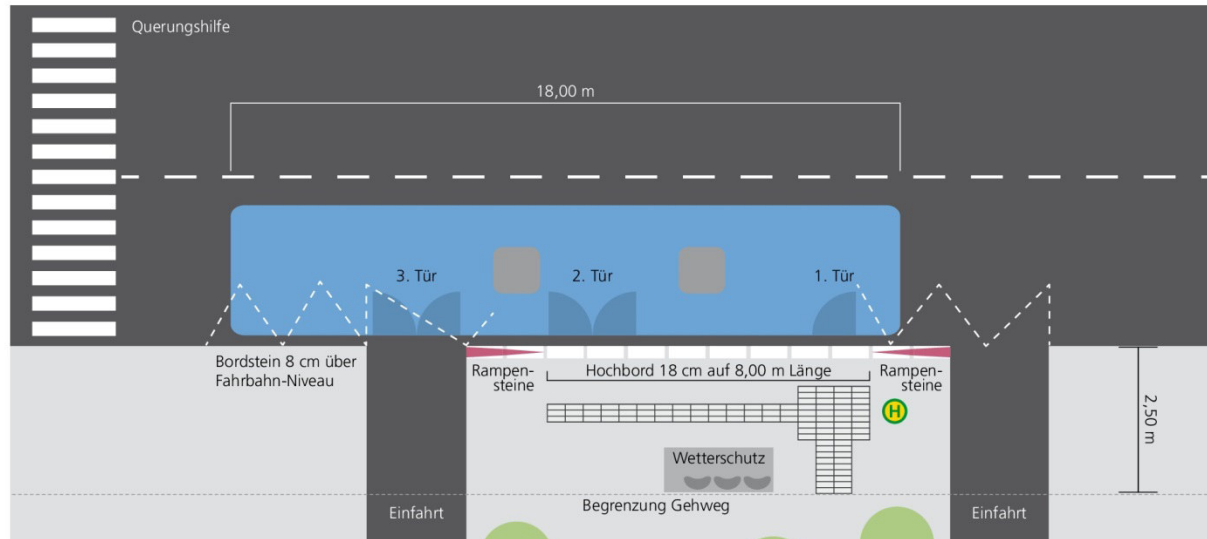 Querungshilfe
18,00 m
3. Tür
2. Tür
1. Tür
Bordstein 8 cm über
Fahrbahn-Niveau
Rampen-
steine
Hochbord 18 cm auf 8,00 m Länge
Rampen-
steine
H
2,50 m
Wetterschutz
Begrenzung Gehweg
Einfahrt
Einfahrt